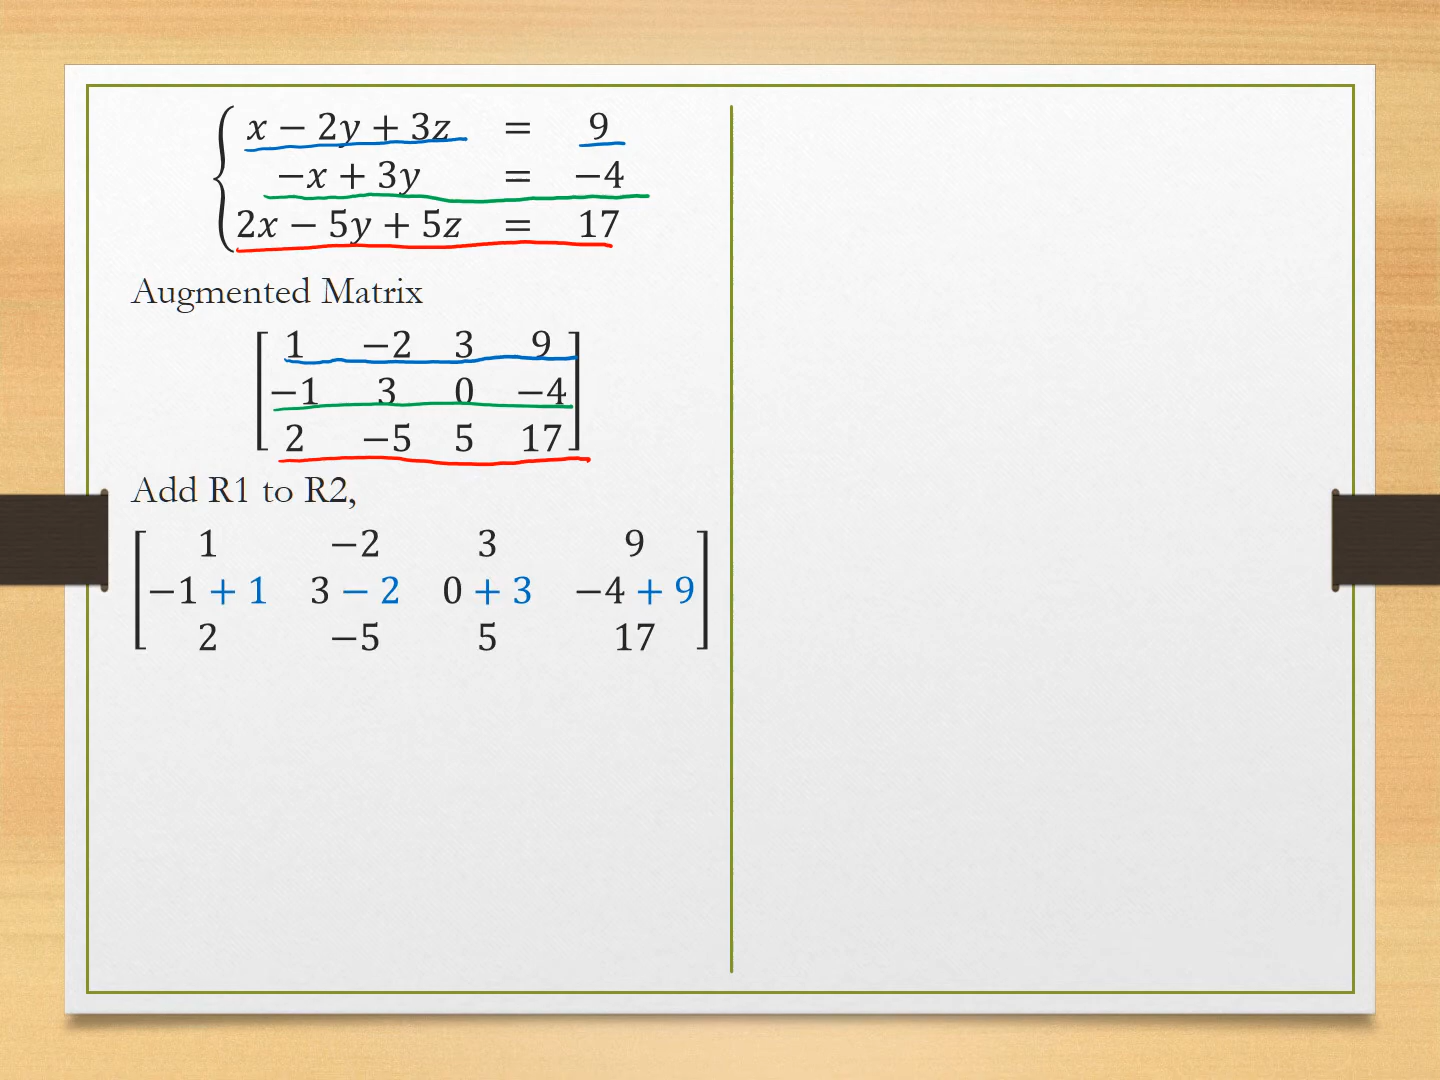 x − 2y + 3z = 9
−x + 3y = −4
2x − 5y + 5z = 17
Augmented Matrix
1 −2 3 9
−1 3 0 −4
2 −5 5 17
Add R1 to R2,
1 −2 3 9
−1 + 1 3 − 2 0 + 3 −4 + 9
2 −5 5 17